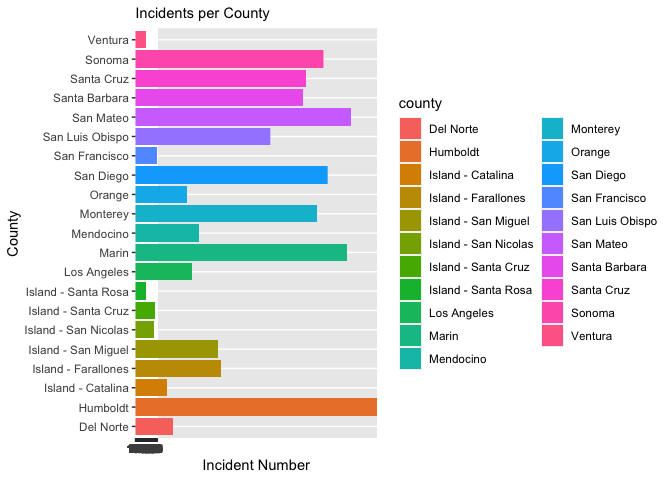 Incidents per County
Ventura
Sonoma
Santa Cruz
Santa Barbara
San Mateo
San Luis Obispo
San Francisco
San Diego
Orange
Monterey
Mendocino
Marin
Los Angeles
Island - Santa Rosa
Island - Santa Cruz
Island - San Nicolas
Island - San Miguel
Island - Farallones
Island - Catalina
Humboldt
Del Norte
County
Incident Number
county
Del Norte
Humboldt
Island - Catalina
Island - Farallones
Island - San Miguel
Island - San Nicolas
Island - Santa Cruz
Island - Santa Rosa
Los Angeles
Marin
Mendocino
Monterey
Orange
San Diego
San Francisco
San Luis Obispo
San Mateo
Santa Barbara
Santa Cruz
Sonoma
Ventura